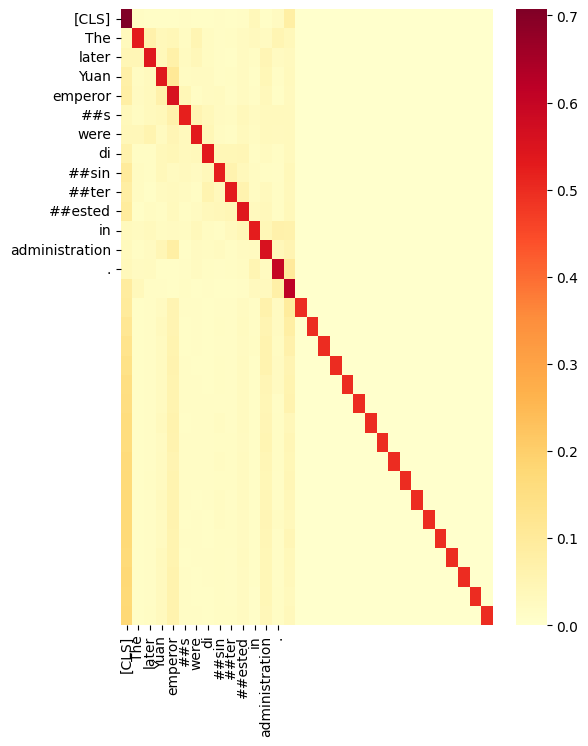 [CLS]
The
later
Yuan
emperor
##s
were
di
##sin
##ter
##ested
in
administration
.
0.7
0.6
0.5
0.4
0.3
0.2
0.1
0.0
[CLS]
The
later
Yuan
emperor
##s
were
di
##sin
##ter
##ested
in
administration
.